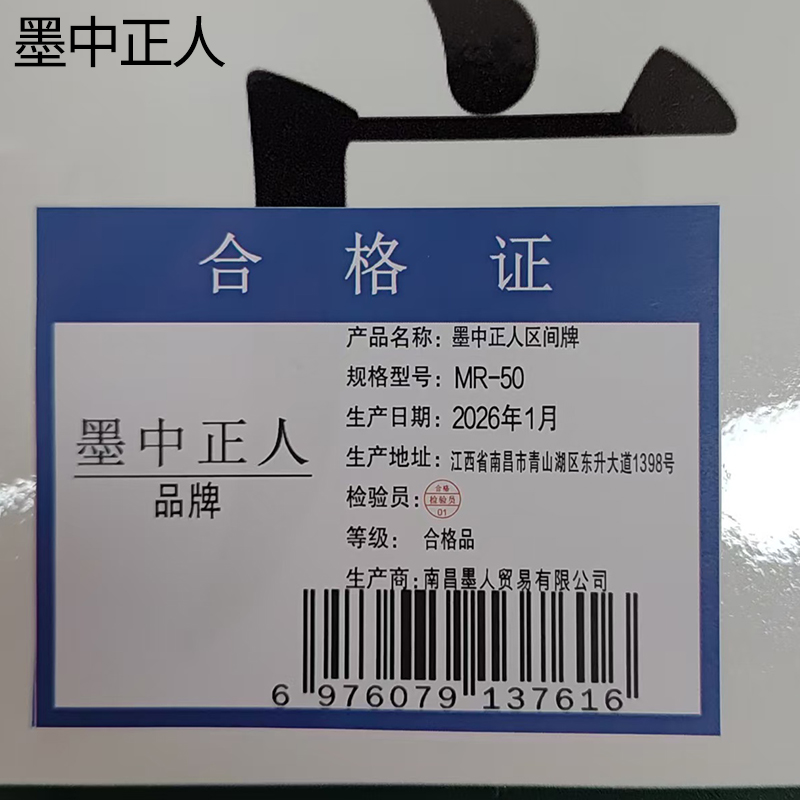 墨中正人
合格证
产品名称：墨中正人区间牌
规格型号：MR-50
生产日期：2026年1月
生产地址：江西省南昌市青山湖区东升大道1398号
检验员：合格 检验员 01
等级： 合格品
生产商：南昌墨人贸易有限公司
墨中正人
品牌
6 976079 137616